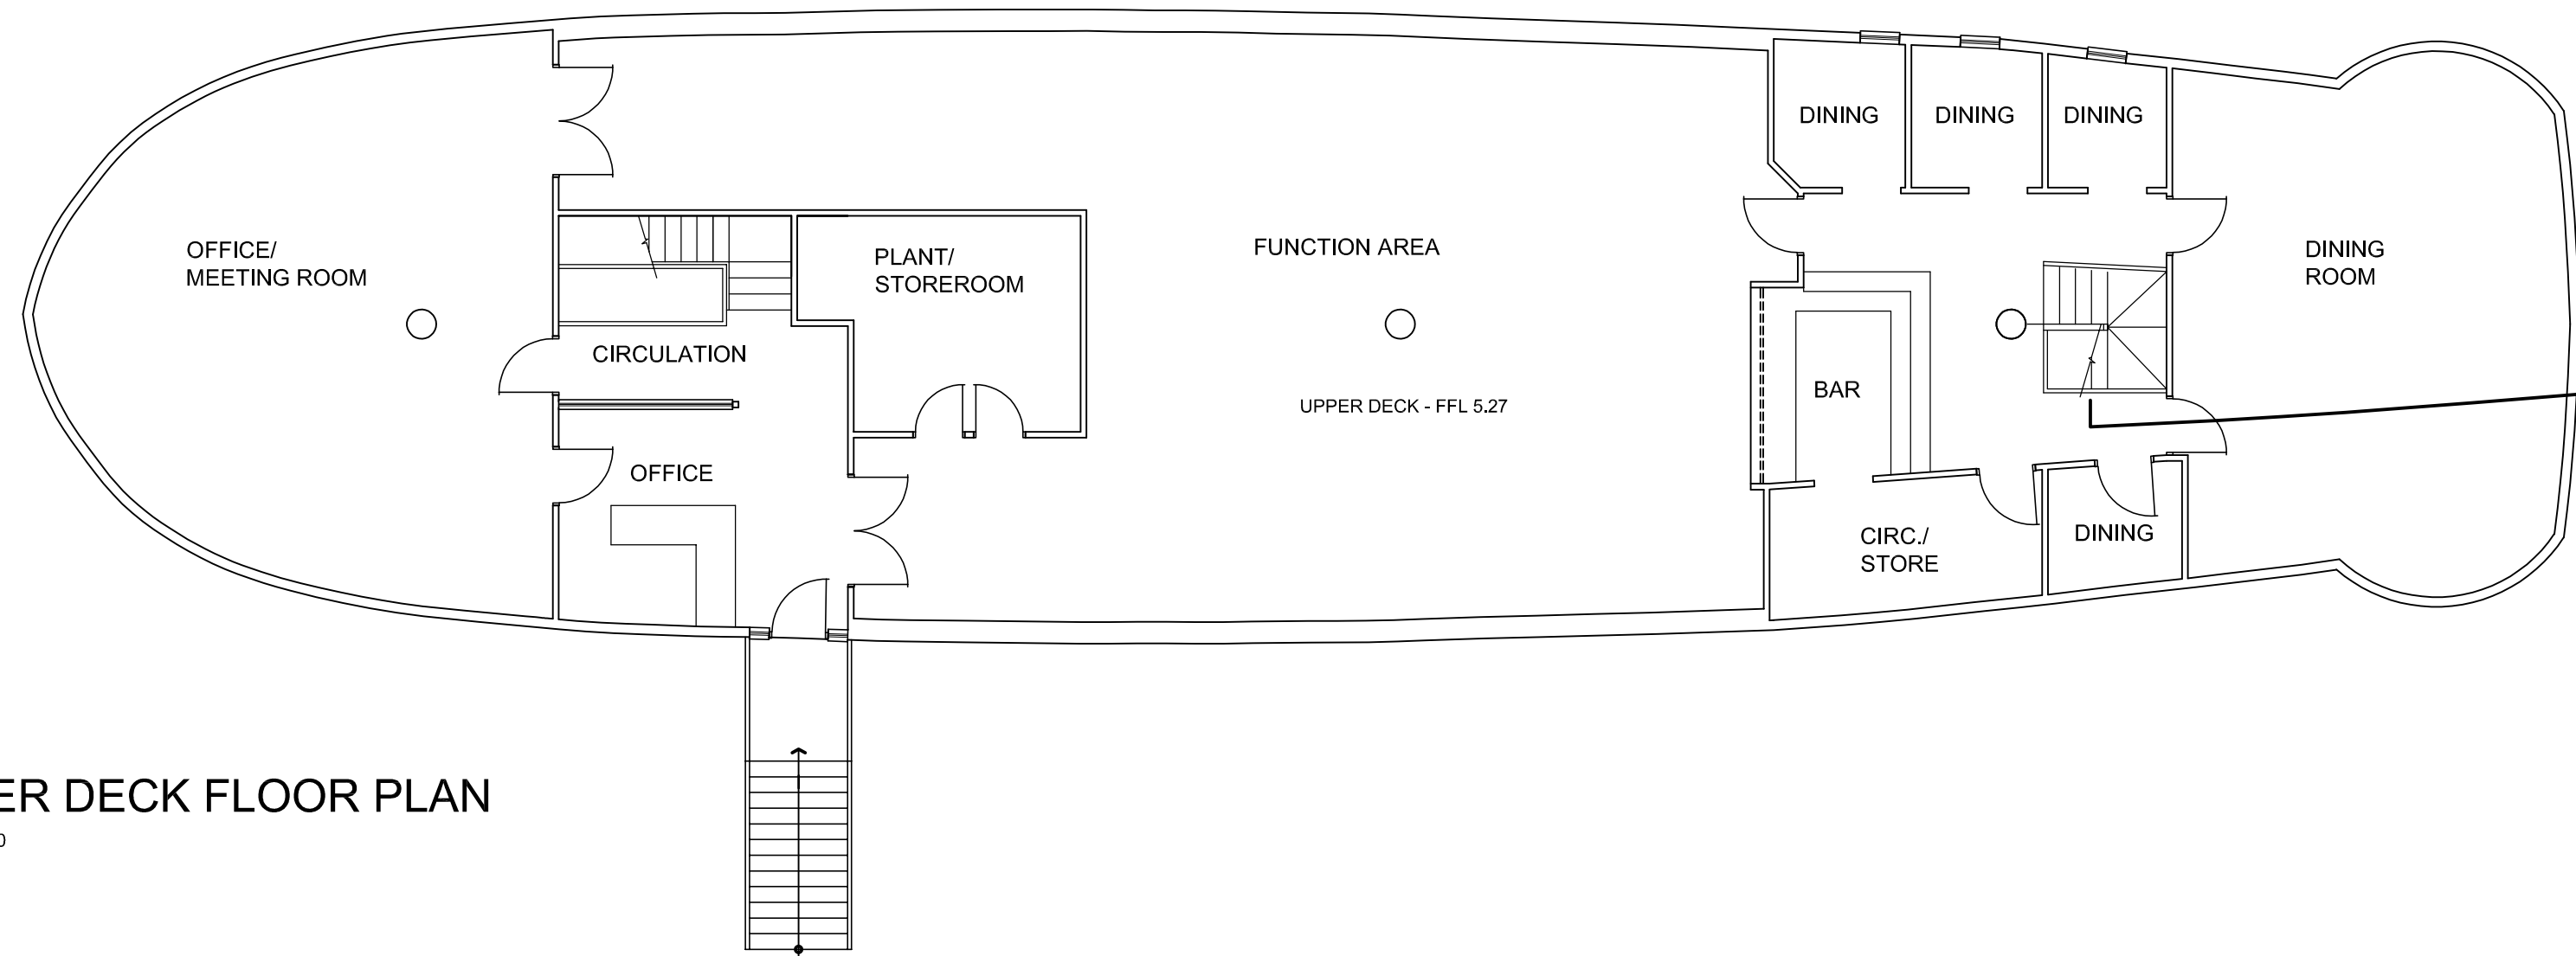 DINING
DINING
DINING
OFFICE/
MEETING ROOM
PLANT/
STOREROOM
FUNCTION AREA
DINING
ROOM
CIRCULATION
BAR
UPPER DECK - FFL 5.27
OFFICE
CIRC./
STORE
DINING
ER DECK FLOOR PLAN
0